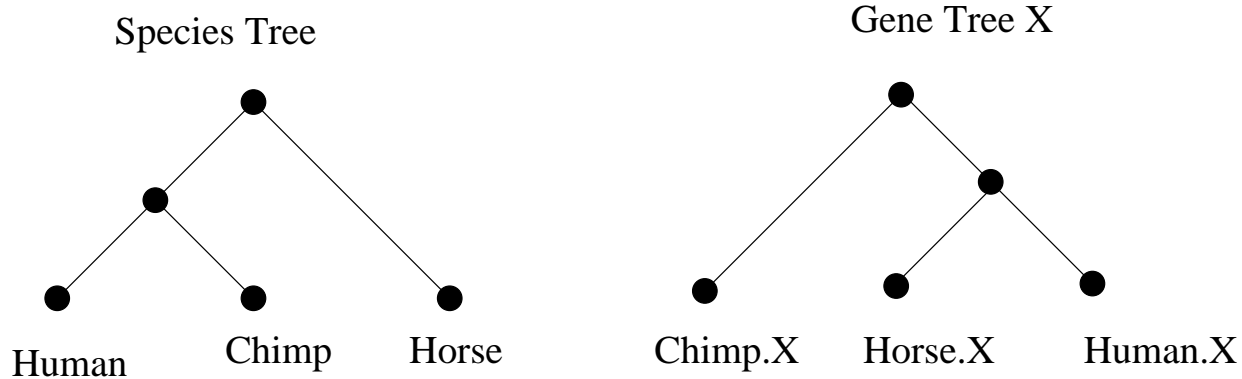 Species Tree
Human
Chimp
Horse
Gene Tree X
Chimp.X
Horse.X
Human.X